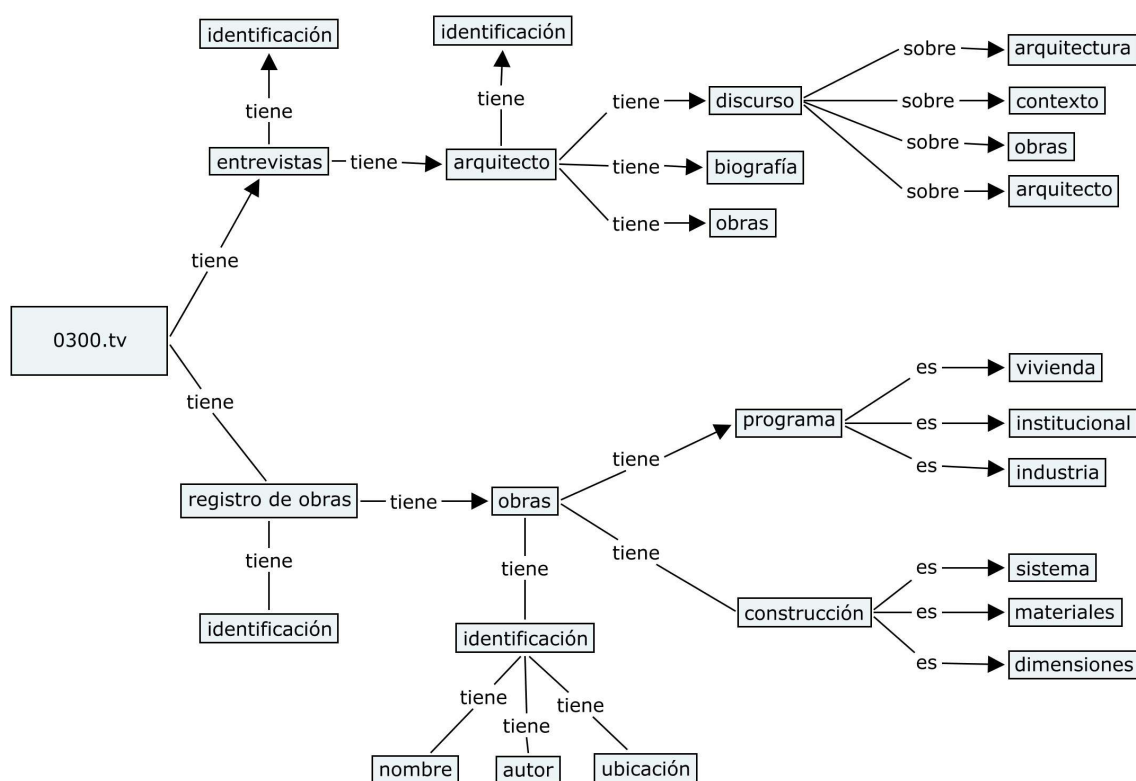 identificación
identificación
sobre
arquitectura
tiene
tiene
tiene
discurso
sobre
contexto
sobre
obras
entrevistas
tiene
arquitecto
tiene
biografía
sobre
arquitecto
tiene
obras
tiene
0300.tv
tiene
es
vivienda
programa
es
institucional
tiene
es
industria
registro de obras
tiene
obras
tiene
tiene
tiene
es
sistema
construcción
es
materiales
identificación
identificación
es
dimensiones
tiene
tiene
tiene
nombre
autor
ubicación